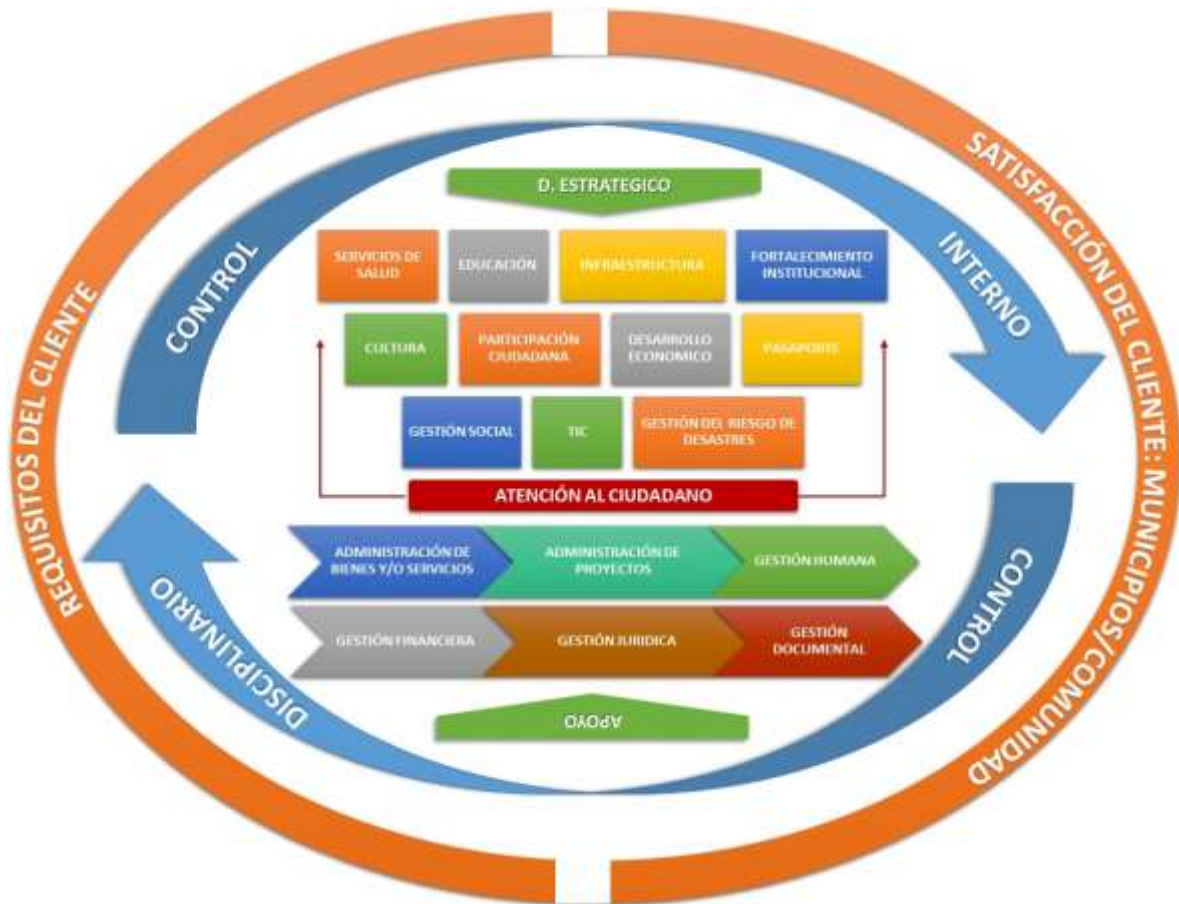 REQUISITOS DEL CLIENTE
SATISFACCIÓN DEL CLIENTE: MUNICIPIOS/COMUNIDAD
CONTROL
INTERNO
D. ESTRATEGICO
SERVICIOS DE
SALUD
EDUCACIÓN
INFRAESTRUCTURA
FORTALECIMIENTO
INSTITUCIONAL
CULTURA
PARTICIPACIÓN
CIUDADANA
DESARROLLO
ECONOMICO
PASAPORTE
GESTIÓN SOCIAL
TIC
GESTIÓN DEL RIESGO DE
DESASTRES
ATENCIÓN AL CIUDADANO
ADMINISTRACIÓN DE
BIENES Y/O SERVICIOS
ADMINISTRACIÓN DE
PROYECTOS
GESTIÓN HUMANA
GESTIÓN FINANCIERA
GESTIÓN JURIDICA
GESTIÓN
DOCUMENTAL
APOYO
CONTROL
DISCIPLINARIO